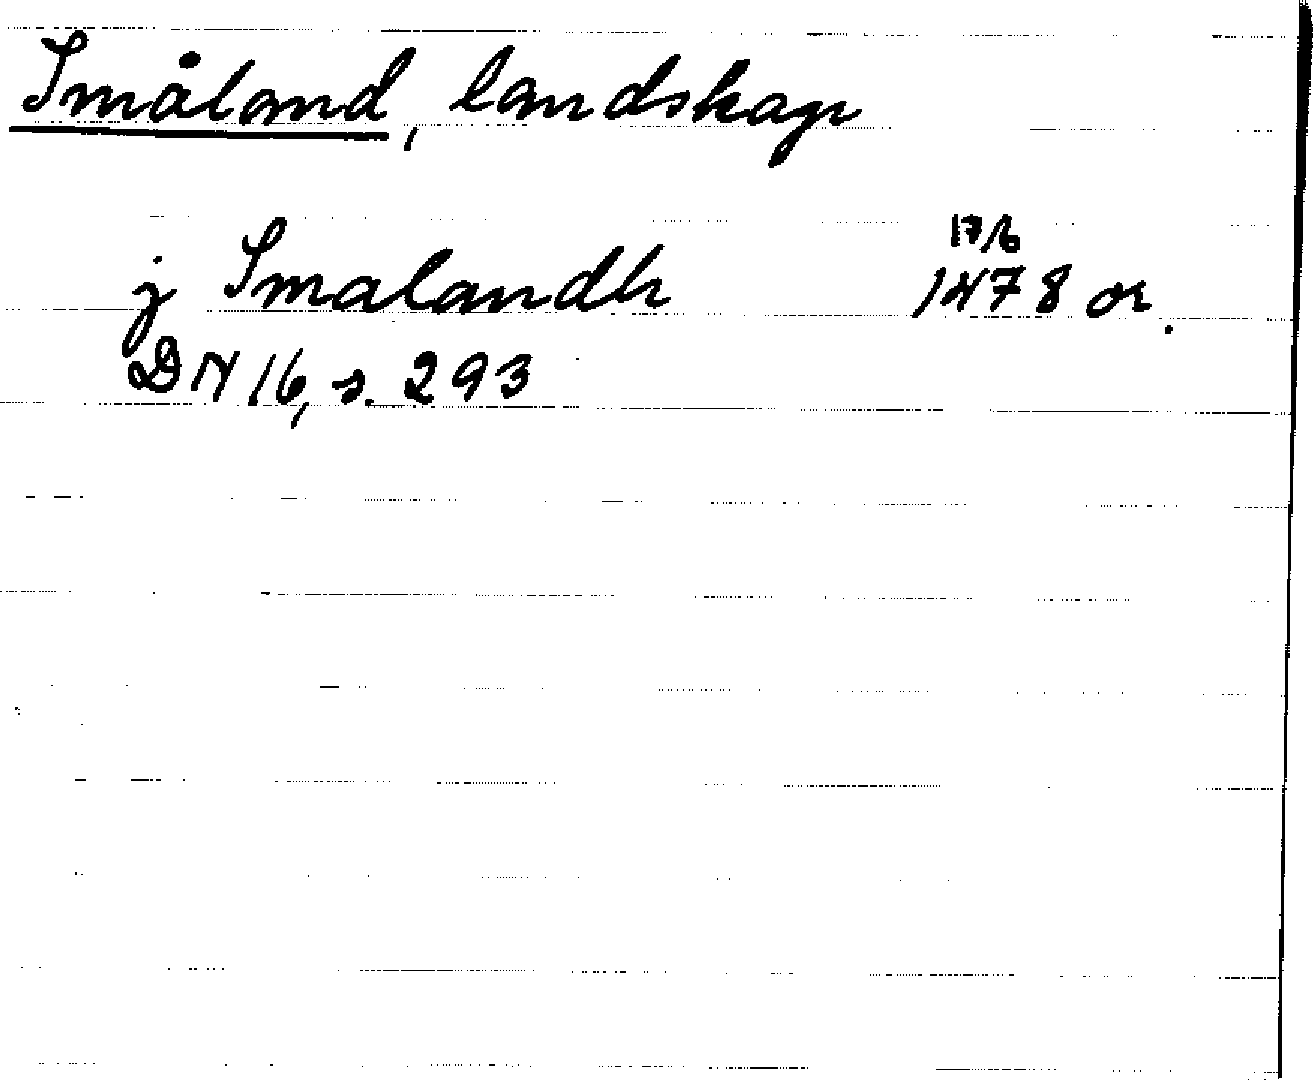 Småland, landskap
17/6
j Smalandh 1478 or.
DN 16, s. 293